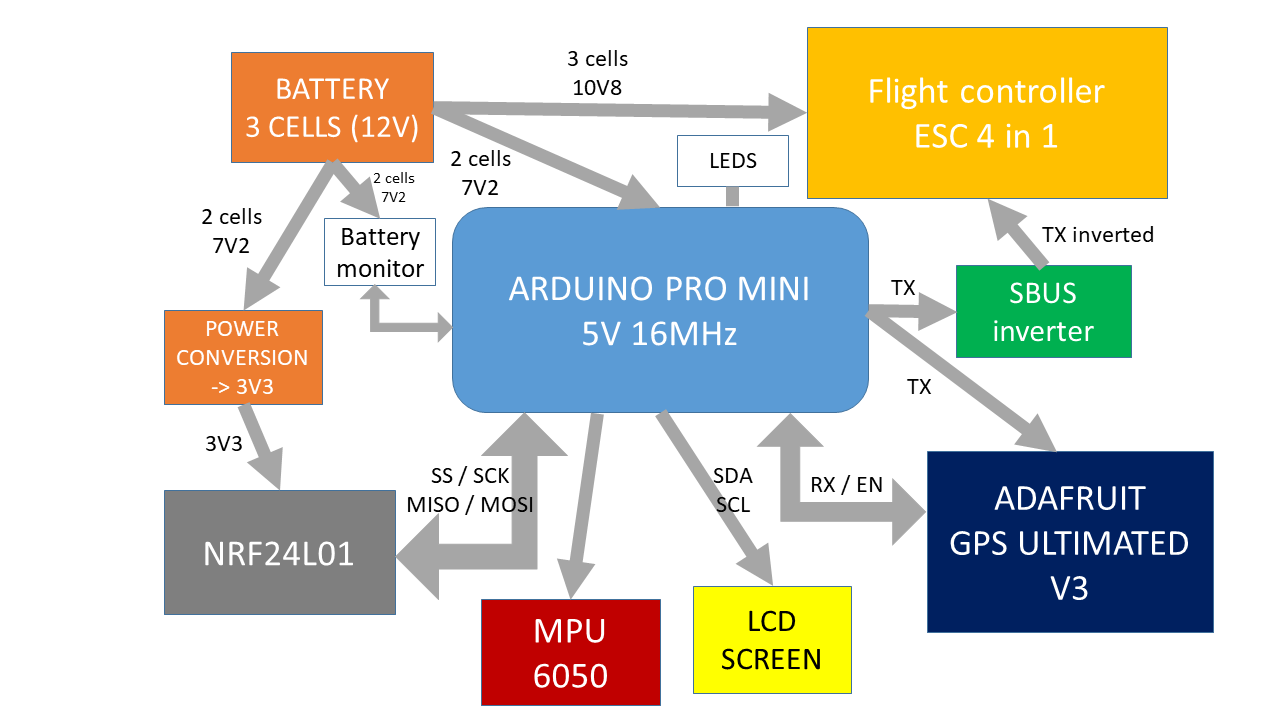 3 cells
10V8
BATTERY
3 CELLS (12V)
Flight controller
ESC 4 in 1
2 cells
7V2
LEDS
2 cells
7V2
2 cells
7V2
Battery
monitor
TX inverted
ARDUINO PRO MINI
5V 16MHz
TX
SBUS
inverter
POWER
CONVERSION
-> 3V3
TX
3V3
SS / SCK
MISO / MOSI
SDA
SCL
RX / EN
ADAFRUIT
GPS ULTIMATED
V3
NRF24L01
MPU
6050
LCD
SCREEN